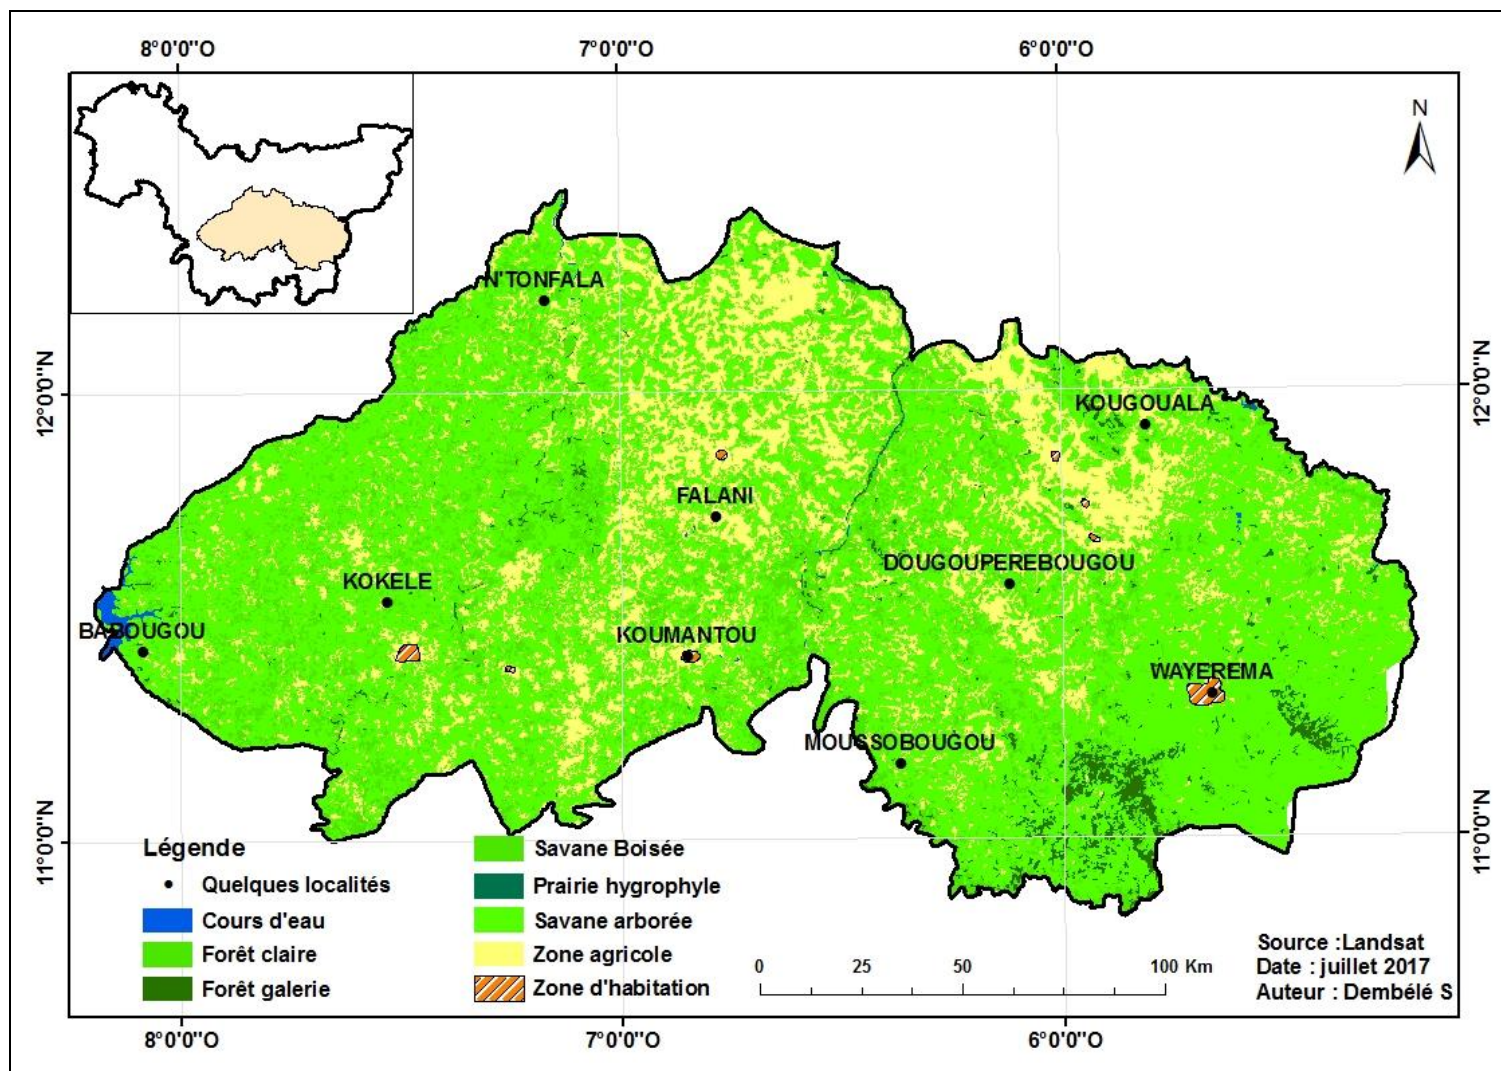 8°0'0"O 7°0'0"O 6°0'0"O
N
N'TONFALA
12°0'0"N
12°0'0"N
KOUGOUALA
FALANI
DOUGOUPEREBOUGOU
KOKELE
BABOUGOU
KOUMANTOU
WAYEREMA
MOUSSOBOUGOU
11°0'0"N
11°0'0"N
Légende
Quelques localités
Cours d'eau
Forêt claire
Forêt galerie
Savane Boisée
Prairie hygrophyle
Savane arborée
Zone agricole
Zone d'habitation
0 25 50 100 Km
Source :Landsat
Date : juillet 2017
Auteur : Dembélé S
8°0'0"O 7°0'0"O 6°0'0"O